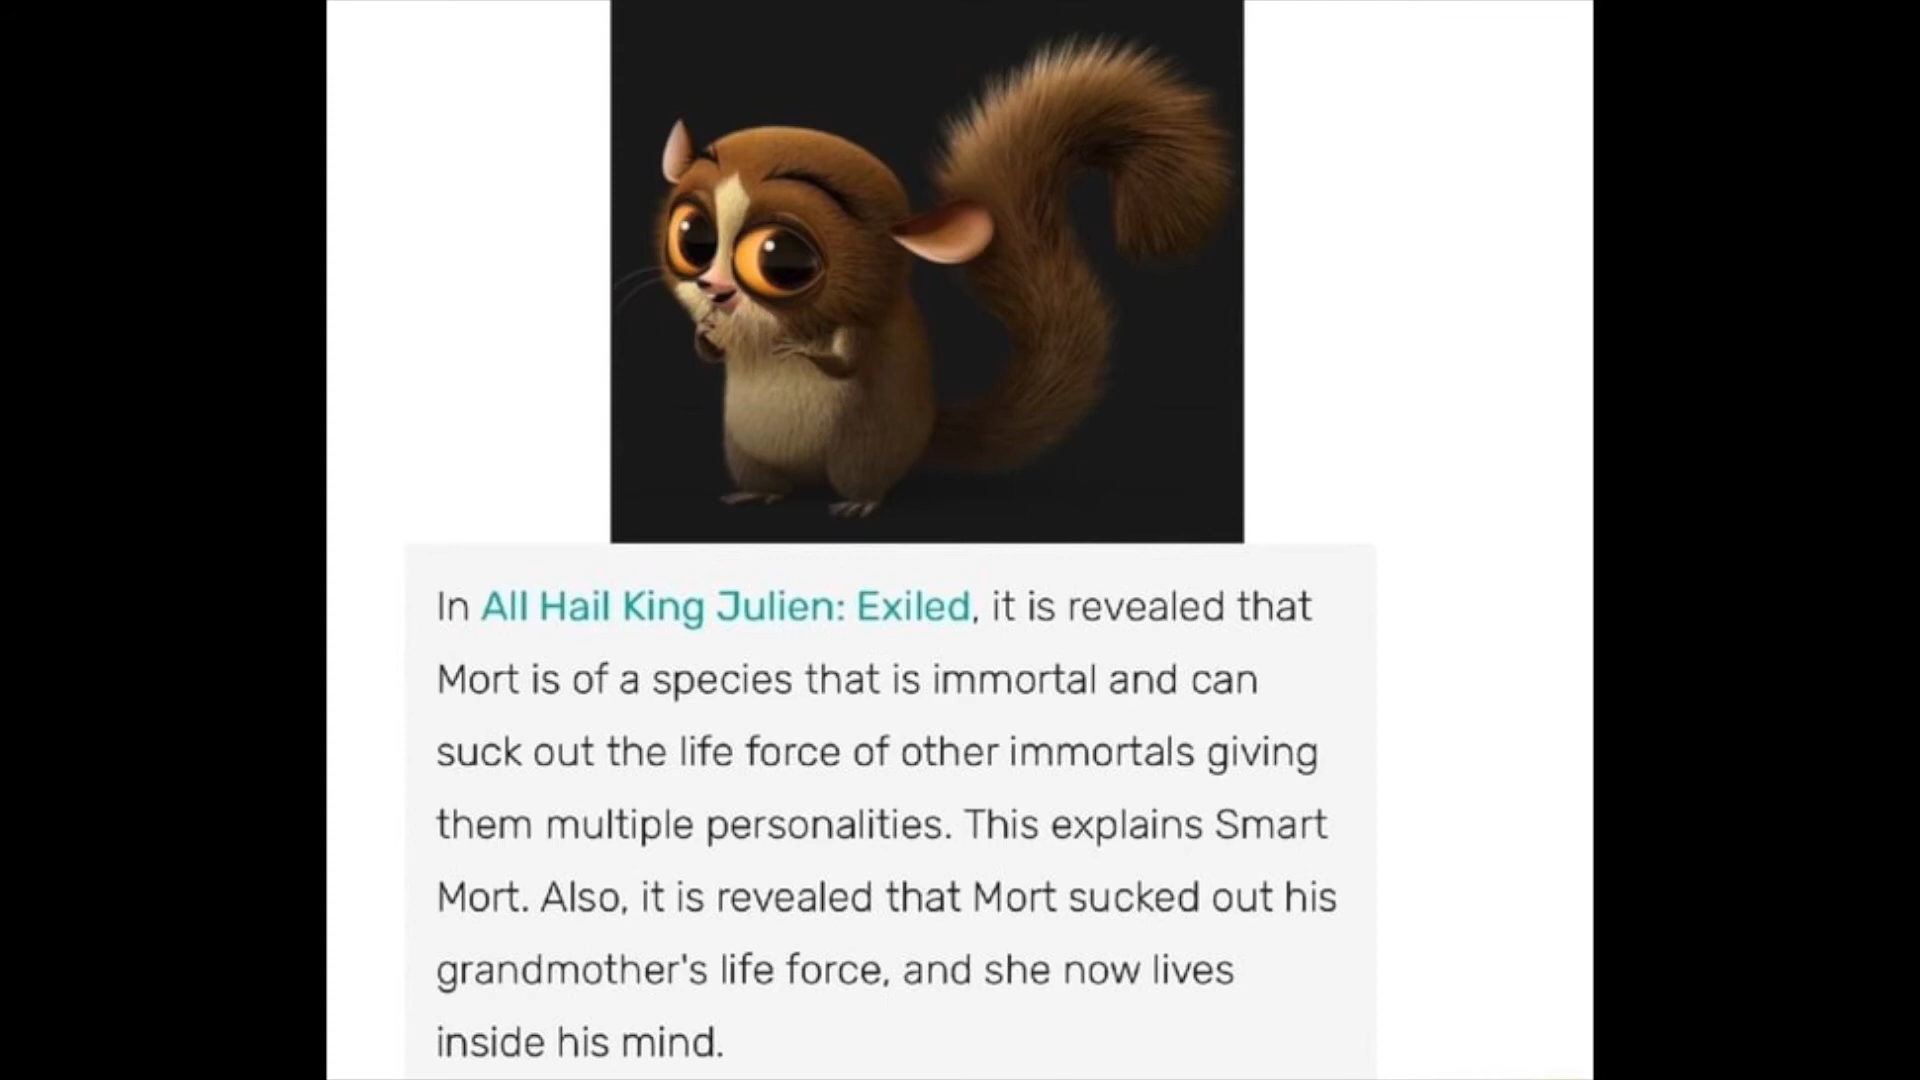 In All Hail King Julien: Exiled, it is revealed that
Mort is of a species that is immortal and can
suck out the life force of other immortals giving
them multiple personalities. This explains Smart
Mort. Also, it is revealed that Mort sucked out his
grandmother's life force, and she now lives
inside his mind.